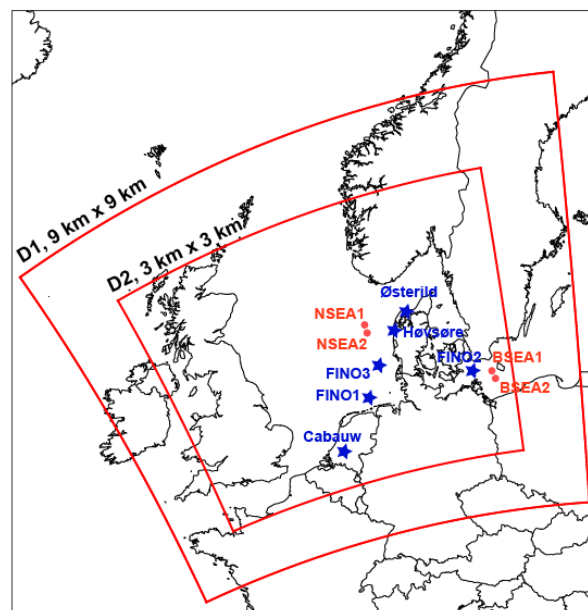 D1, 9 km x 9 km
D2, 3 km x 3 km
Østerild
NSEA1
Høvsøre
NSEA2
FINO2
BSEA1
FINO3
BSEA2
FINO1
Cabauw